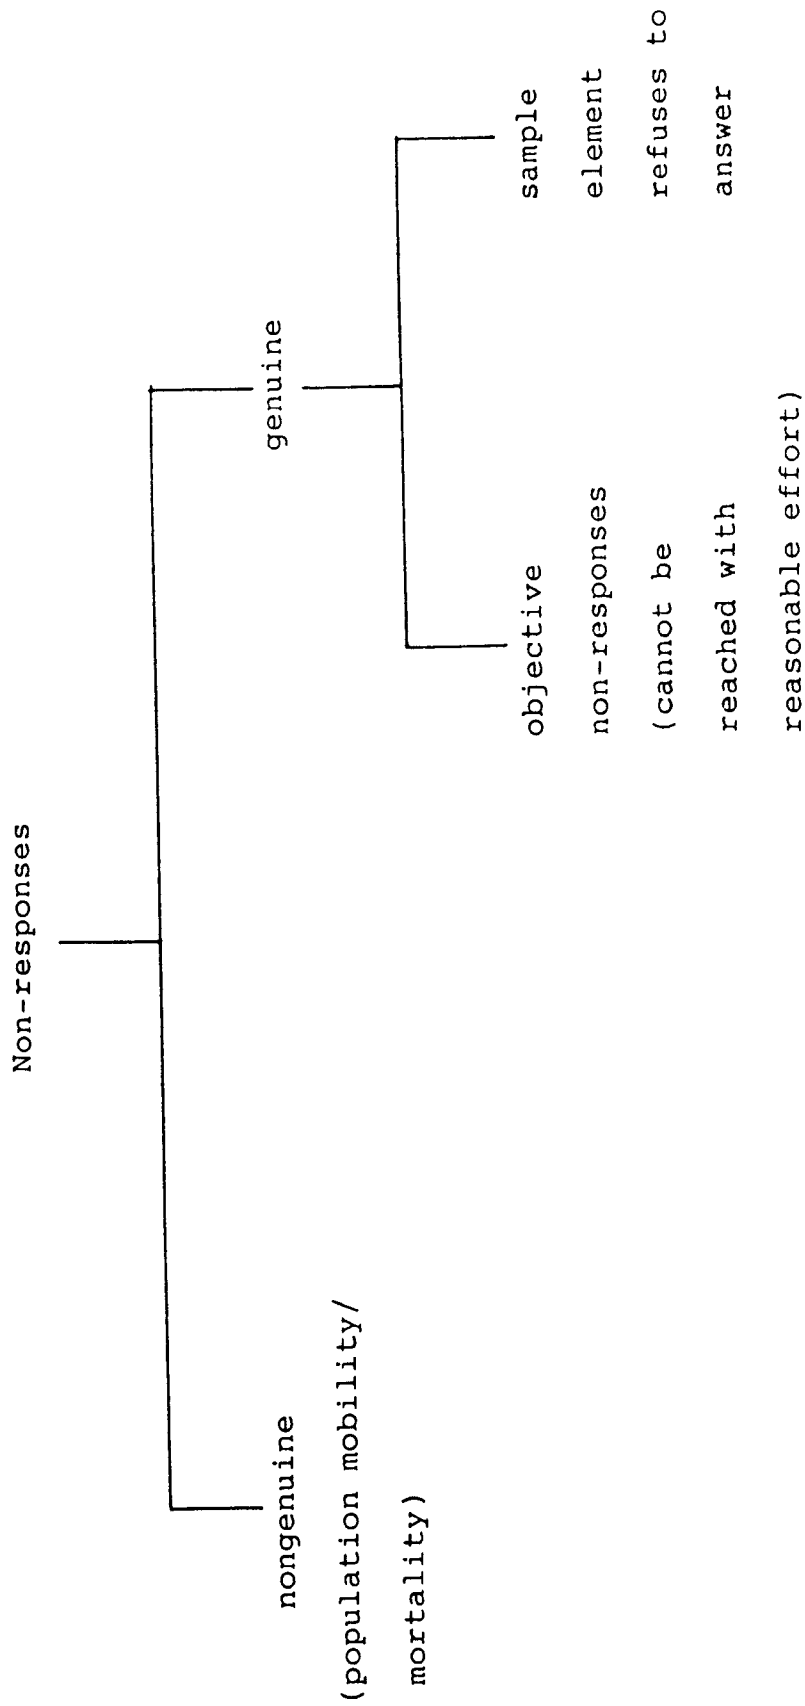 Non-responses
nongenuine
(population mobility/
mortality)
genuine
objective
non-responses
(cannot be
reached with
reasonable effort)
sample
element
refuses to
answer